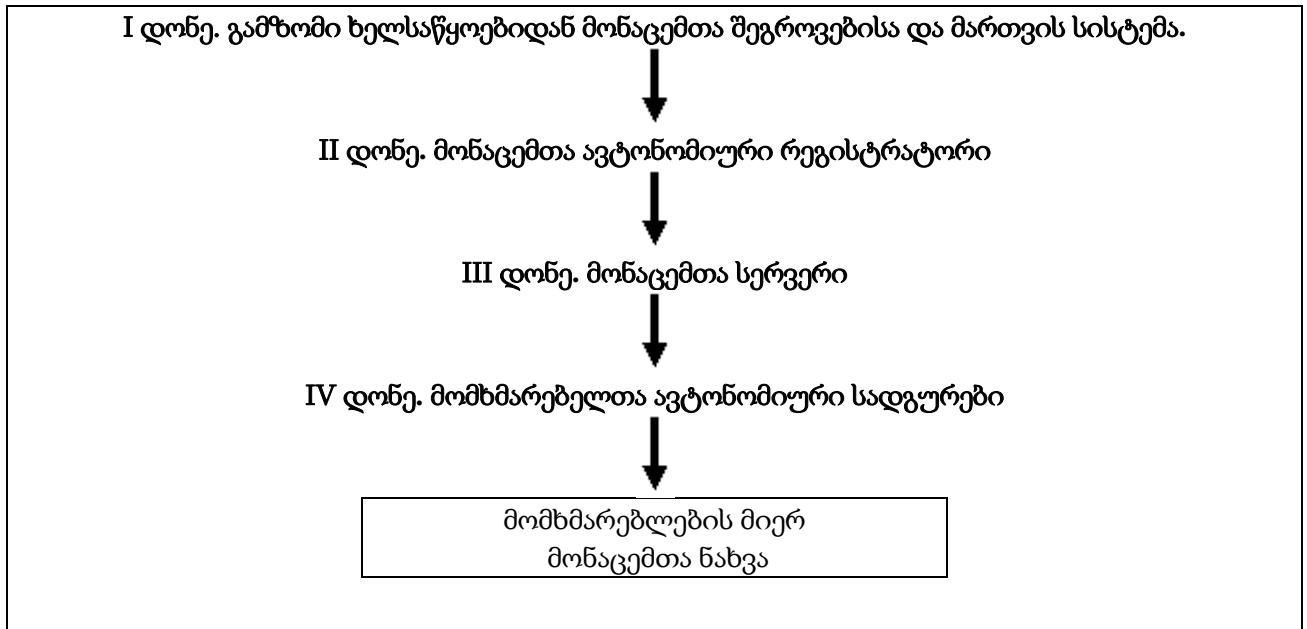 I დონე. გამზომი ხელსაწყოებიდან მონაცემთა შეგროვებისა და მართვის სისტემა.
II დონე. მონაცემთა ავტონომიური რეგისტრატორი
III დონე. მონაცემთა სერვერი
IV დონე. მომხმარებელთა ავტონომიური სადგურები
მომხმარებლების მიერ
მონაცემთა ნახვა